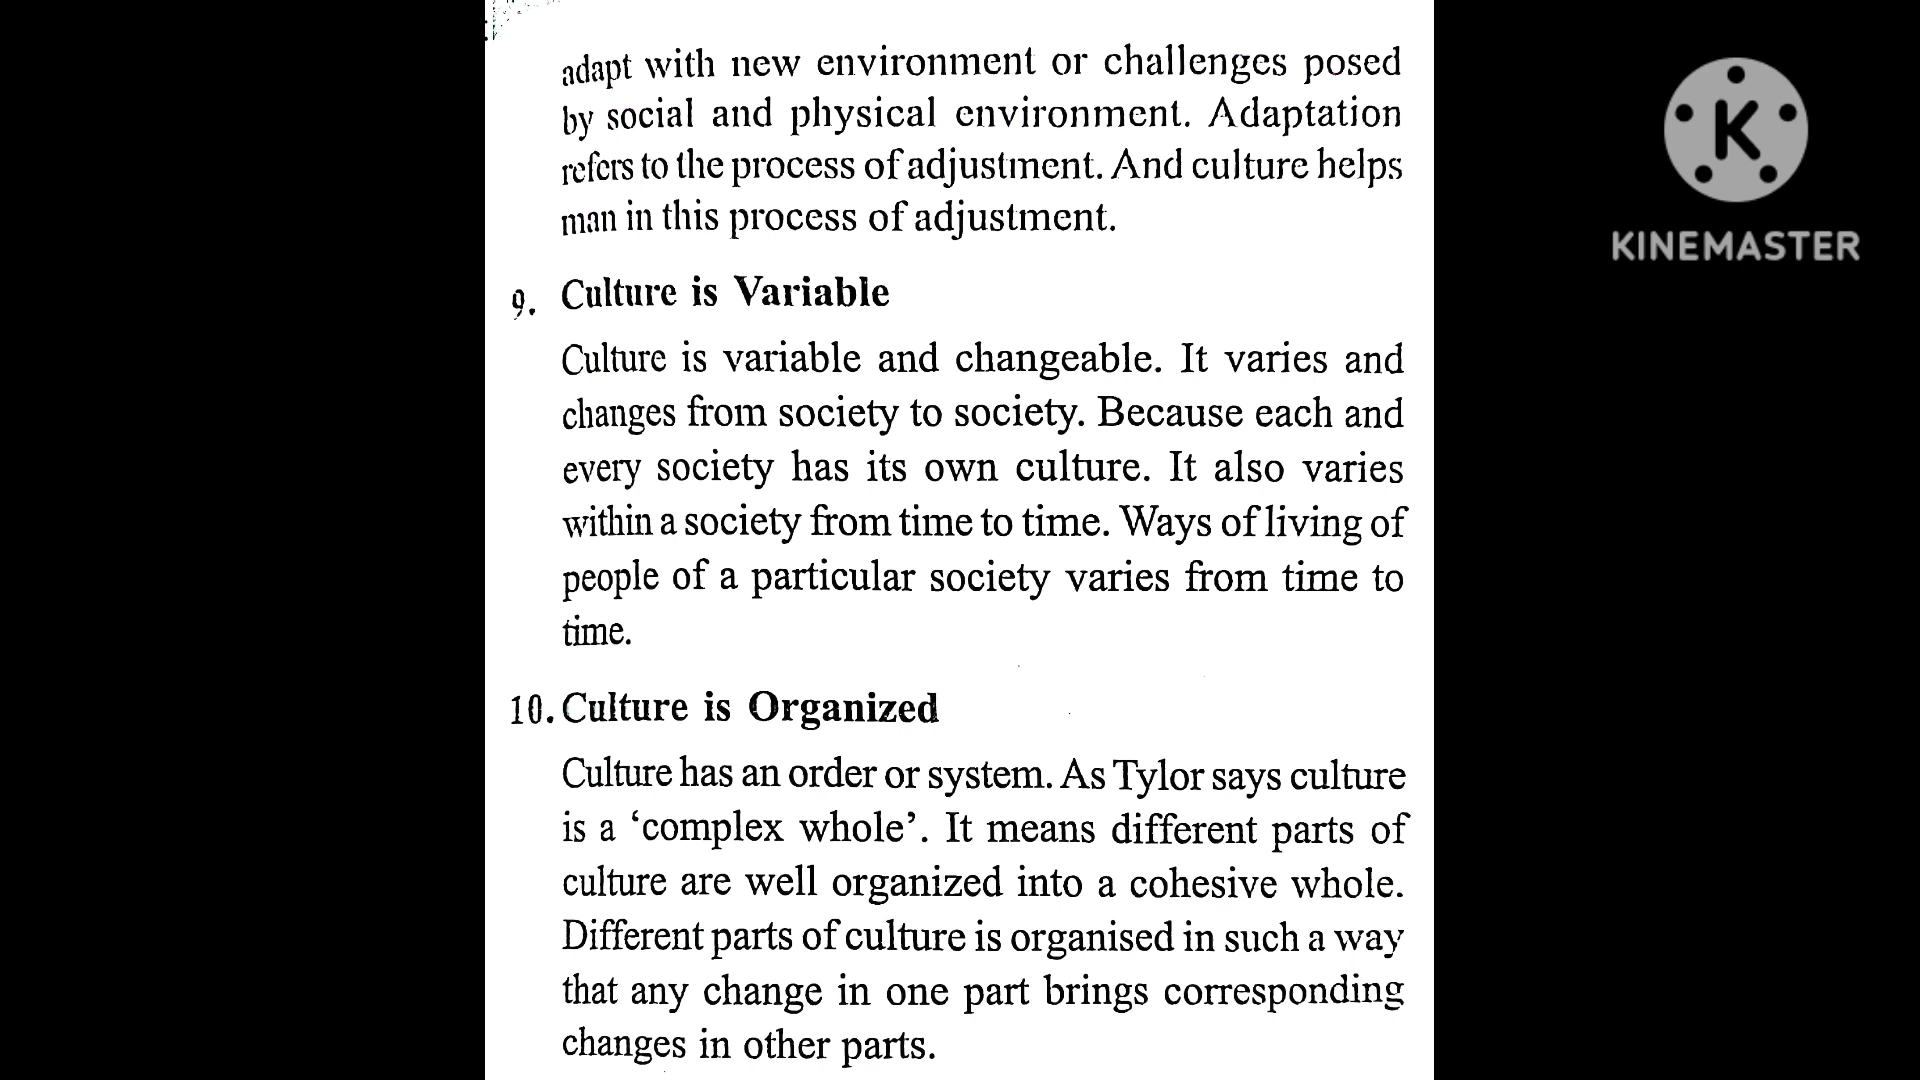 adapt with new environment or challenges posed
by social and physical environment. Adaptation
refers to the process of adjustment. And culture helps
man in this process of adjustment.
9. Culture is Variable
Culture is variable and changeable. It varies and
changes from society to society. Because each and
every society has its own culture. It also varies
within a society from time to time. Ways of living of
people of a particular society varies from time to
time.
10. Culture is Organized
Culture has an order or system. As Tylor says culture
is a ‘complex whole’. It means different parts of
culture are well organized into a cohesive whole.
Different parts of culture is organised in such a way
that any change in one part brings corresponding
changes in other parts.
K
KINEMASTER